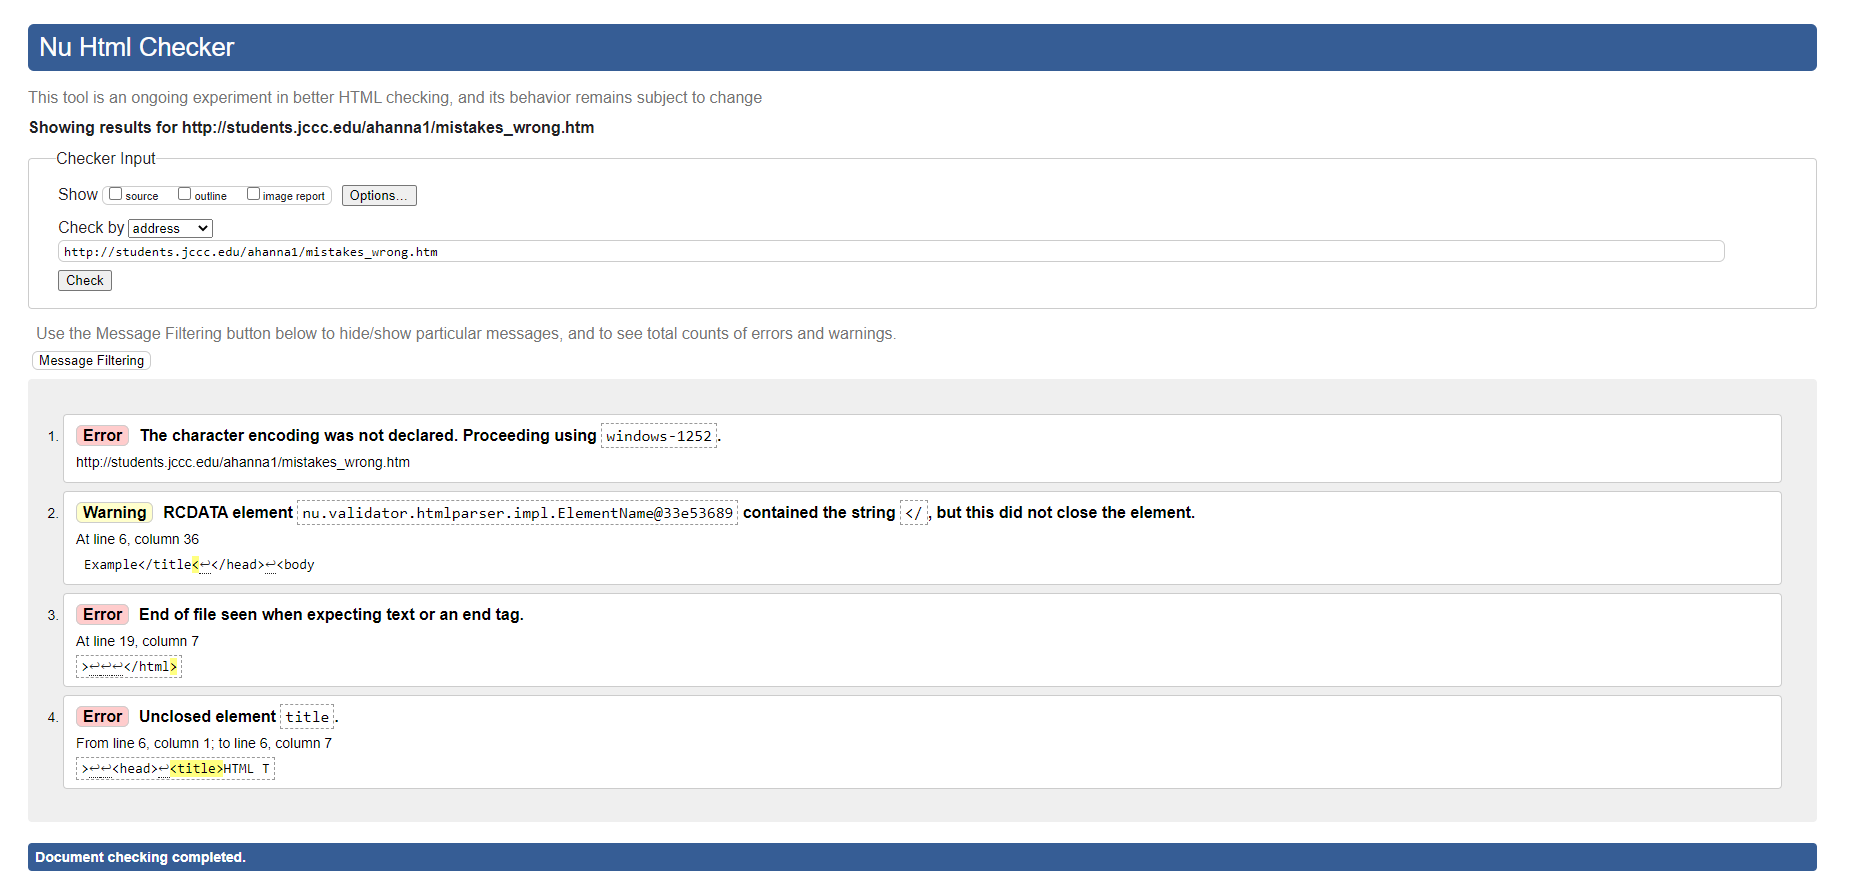 Nu Html Checker
This tool is an ongoing experiment in better HTML checking, and its behavior remains subject to change
Showing results for http://students.jccc.edu/ahanna1/mistakes_wrong.htm
Checker Input
Show source outline image report Options...
Check by address
http://students.jccc.edu/ahanna1/mistakes_wrong.htm
Check
Use the Message Filtering button below to hide/show particular messages, and to see total counts of errors and warnings.
Message Filtering
1. Error The character encoding was not declared. Proceeding using windows-1252.
http://students.jccc.edu/ahanna1/mistakes_wrong.htm
2. Warning RCDATA element nu.validator.htmlparser.impl.ElementName@33e53689 contained the string </, but this did not close the element.
At line 6, column 36
Example</title<↩</head>↩<body
3. Error End of file seen when expecting text or an end tag.
At line 19, column 7
>↩↩↩</html>
4. Error Unclosed element title.
From line 6, column 1; to line 6, column 7
>↩↩<head>↩<title>HTML T
Document checking completed.